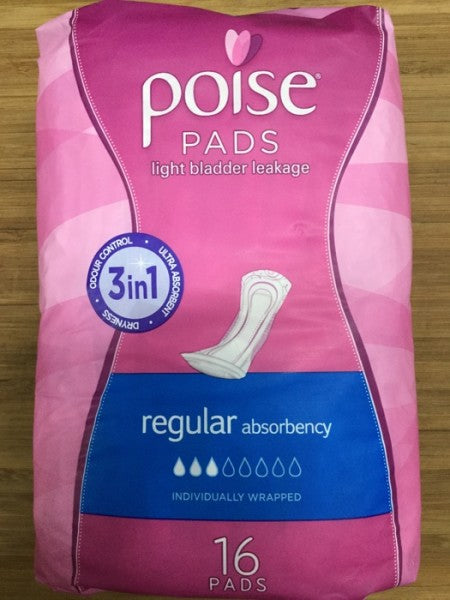 poise®
PADS
light bladder leakage
ODOUR CONTROL • ULTRA ABSORBENT • DRYNESS •
3in1
regular absorbency
INDIVIDUALLY WRAPPED
16
PADS